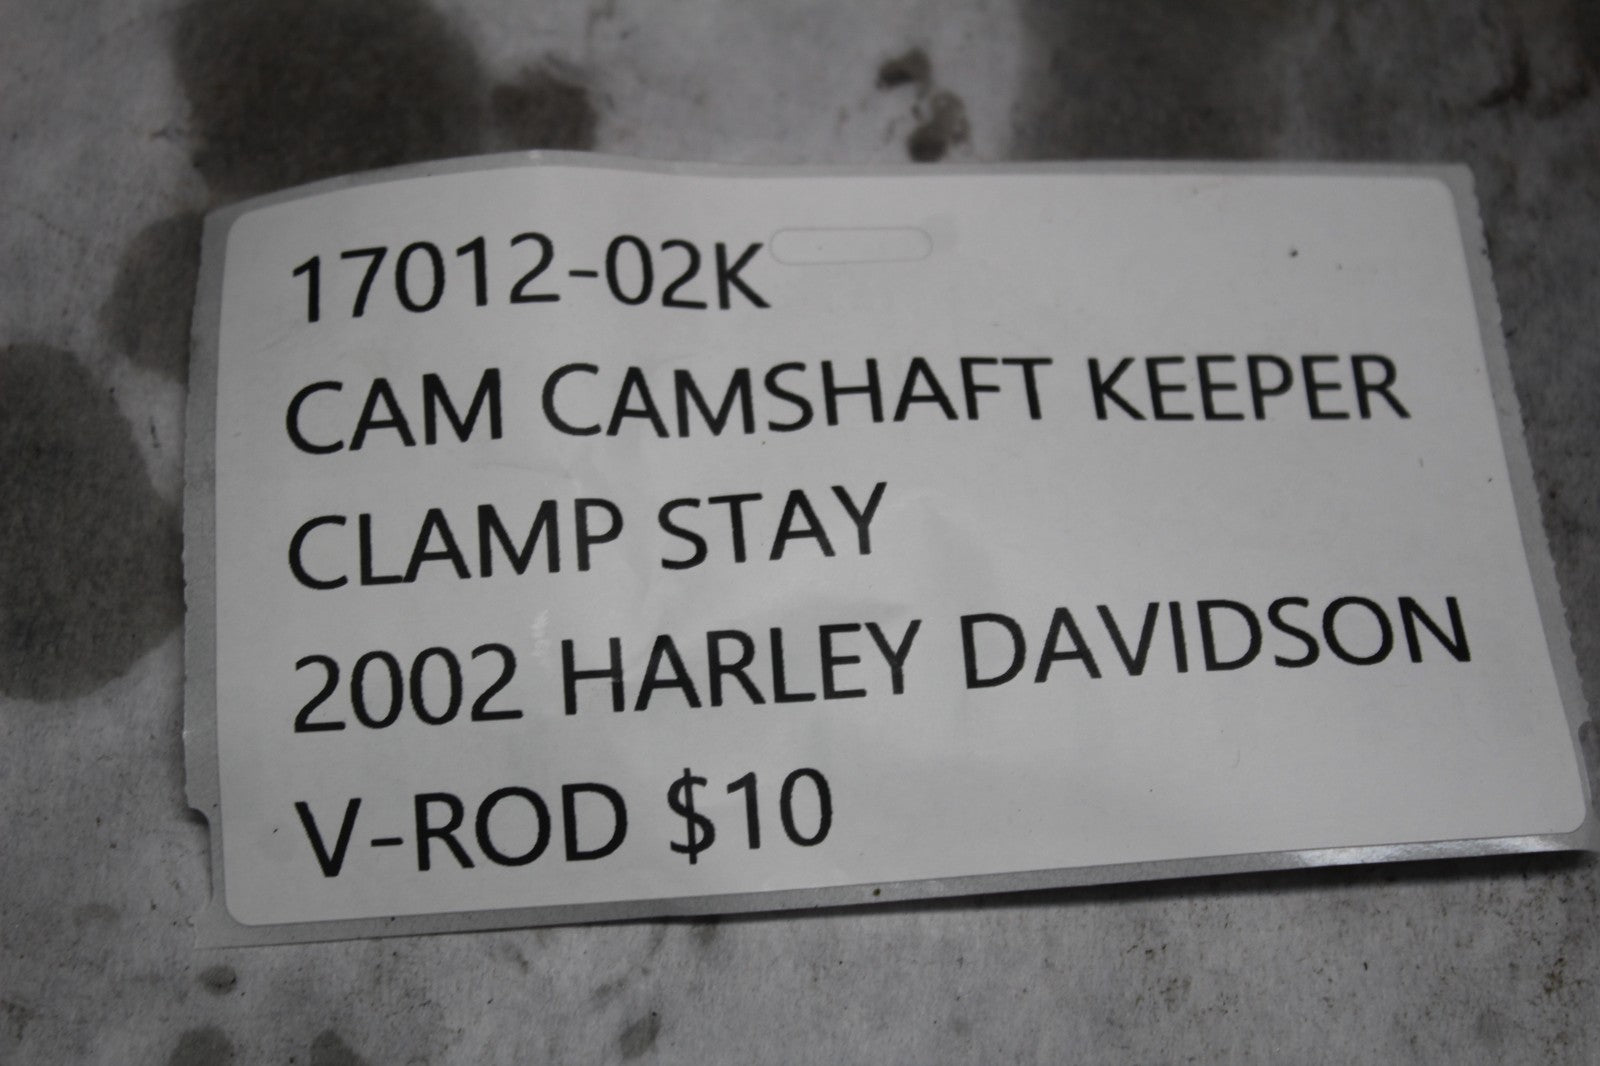 17012-02K
CAM CAMSHAFT KEEPER
CLAMP STAY
2002 HARLEY DAVIDSON
V-ROD $10